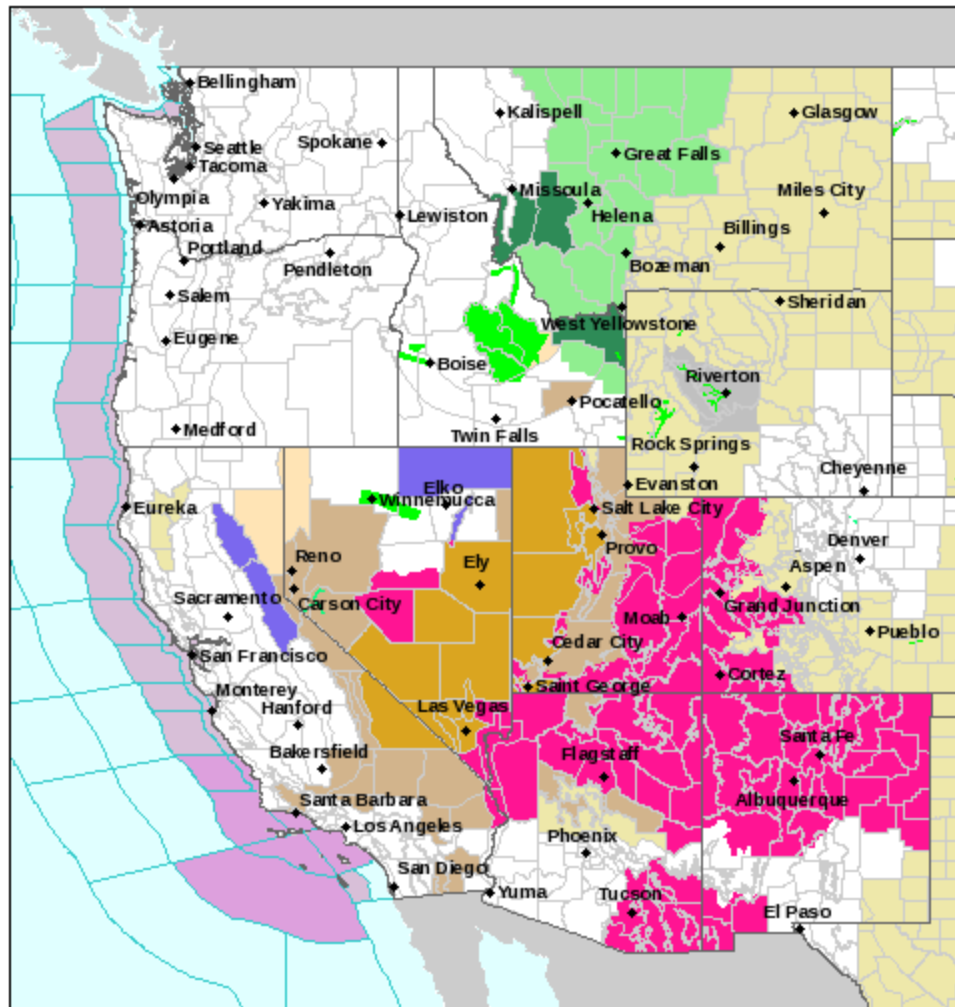 Bellingham
Kalispell
Glasgow
Seattle
Spokane
Great Falls
Tacoma
Missoula
Miles City
Olympia
Yakima
Lewiston
Helena
Astoria
Billings
Portland
Pendleton
Bozeman
Salem
Sheridan
West Yellowstone
Eugene
Boise
Riverton
Pocatello
Medford
Twin Falls
Rock Springs
Cheyenne
Elko
Evanston
Winnemucca
Eureka
Salt Lake City
Denver
Reno
Provo
Ely
Aspen
Sacramento
Carson City
Moab
Grand Junction
Pueblo
Cedar City
San Francisco
Cortez
Saint George
Monterey
Hanford
Las Vegas
Bakersfield
Flagstaff
Santa Fe
Santa Barbara
Albuquerque
Los Angeles
Phoenix
San Diego
Yuma
Tucson
El Paso